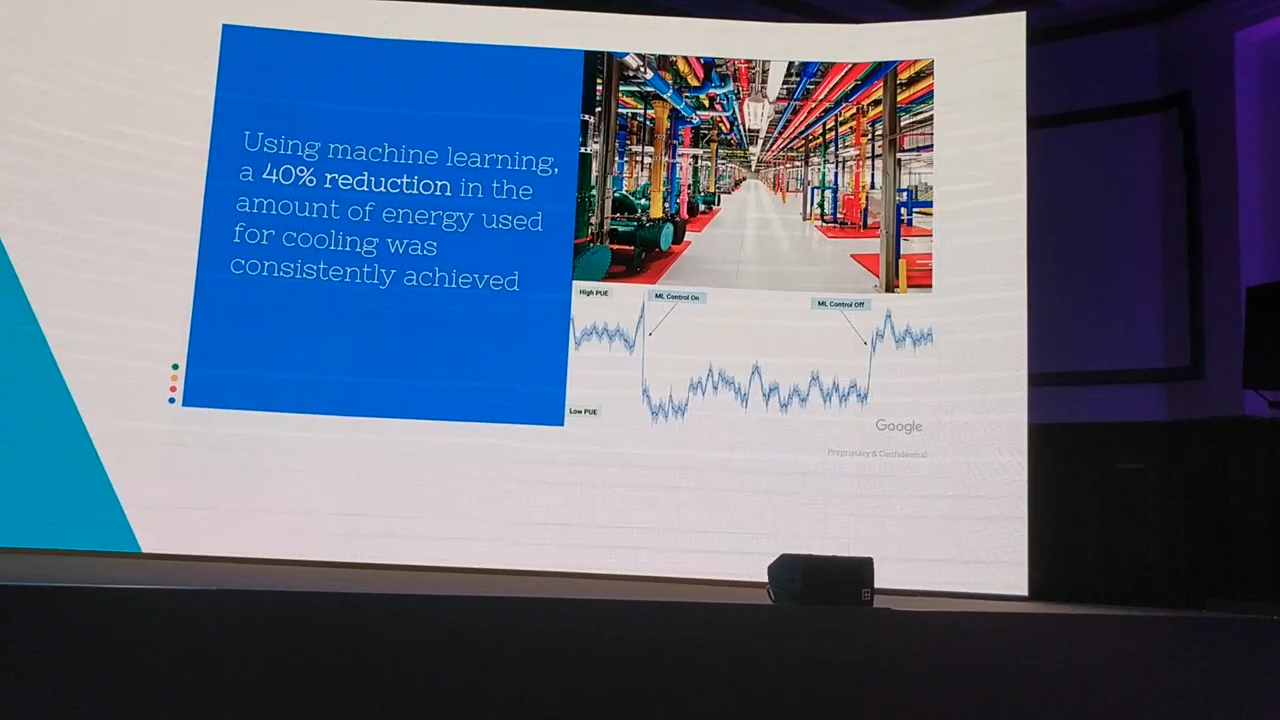 Using machine learning,
a 40% reduction in the
amount of energy used
for cooling was
consistently achieved
High PUE
ML Control On
ML Control Off
Low PUE
Google
Proprietary & Confidential